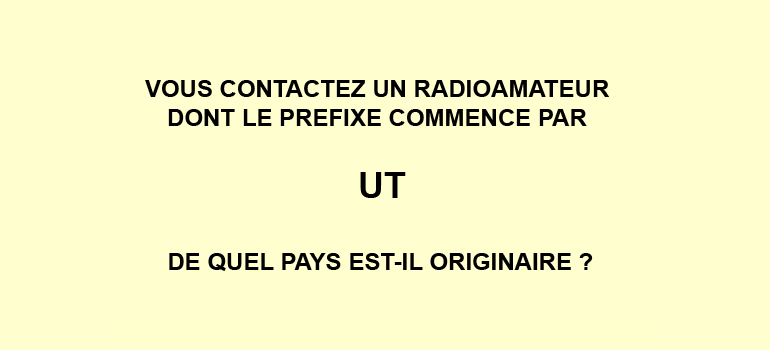 VOUS CONTACTEZ UN RADIOAMATEUR
DONT LE PREFIXE COMMENCE PAR
UT
DE QUEL PAYS EST-IL ORIGINAIRE ?